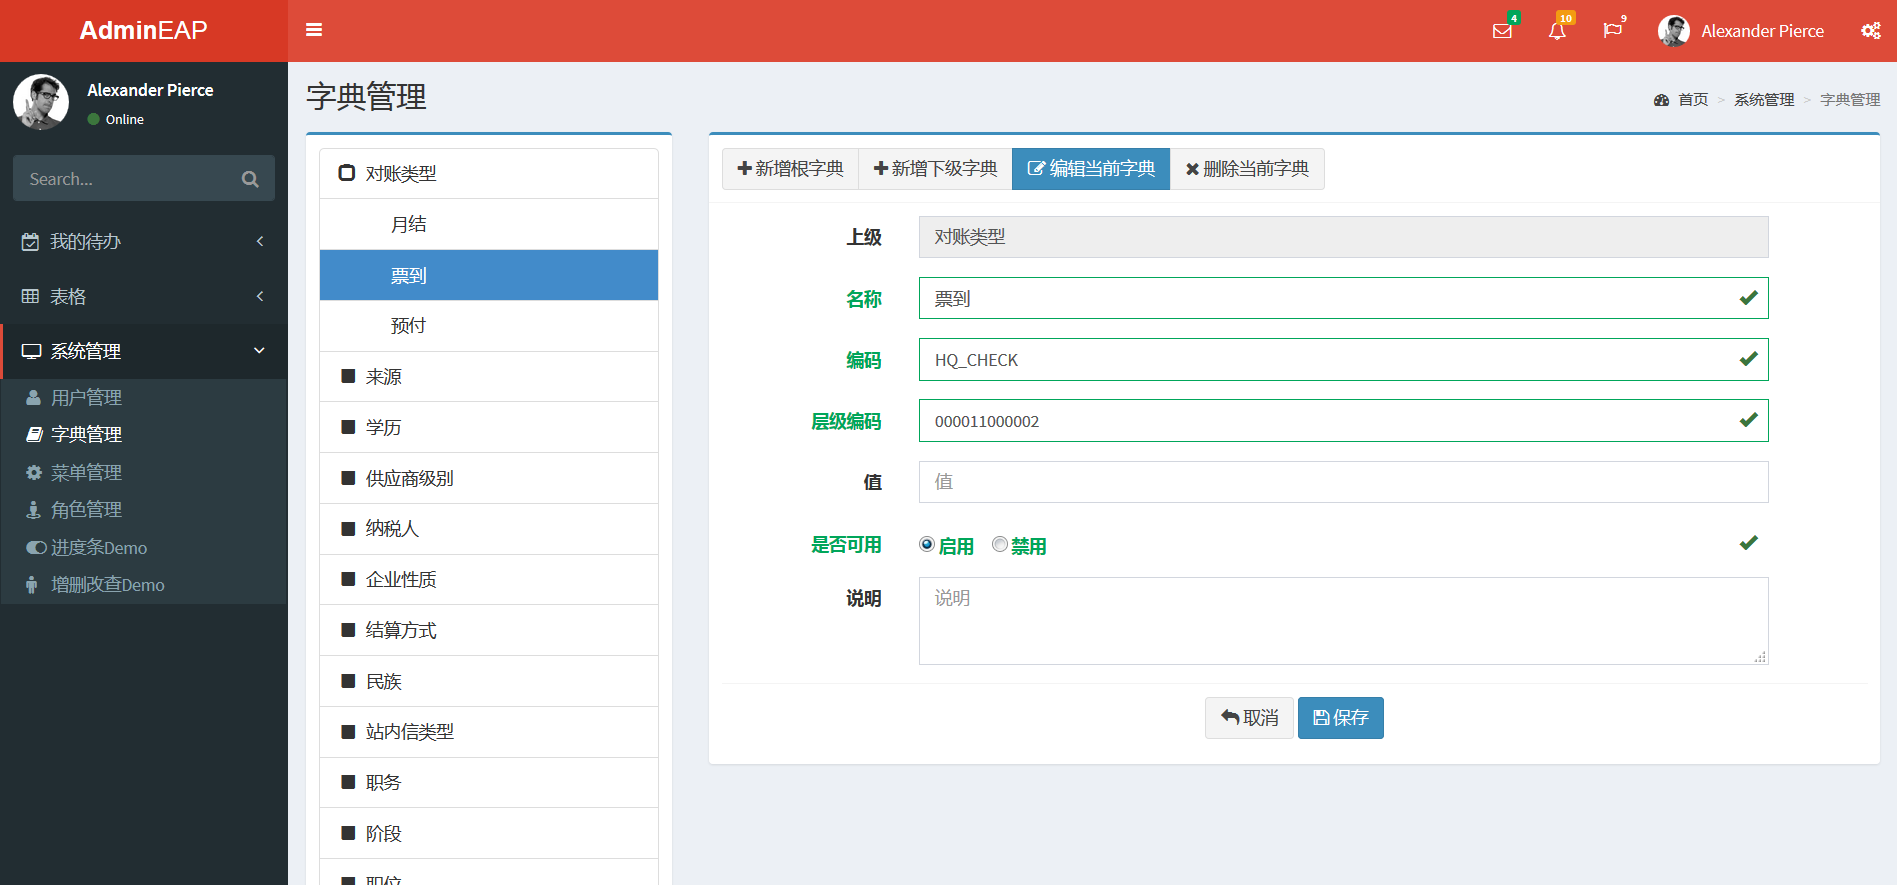 AdminEAP
4
10
9
Alexander Pierce
Alexander Pierce
Online
Search...
我的待办
表格
系统管理
用户管理
字典管理
菜单管理
角色管理
进度条Demo
增删改查Demo
字典管理
首页 > 系统管理 > 字典管理
对账类型
月结
票到
预付
来源
学历
供应商级别
纳税人
企业性质
结算方式
民族
站内信类型
职务
阶段
职位
新增根字典 新增下级字典 编辑当前字典 删除当前字典
上级 对账类型
名称 票到
编码 HQ_CHECK
层级编码 000011000002
值 值
是否可用 启用 禁用
说明 说明
取消 保存